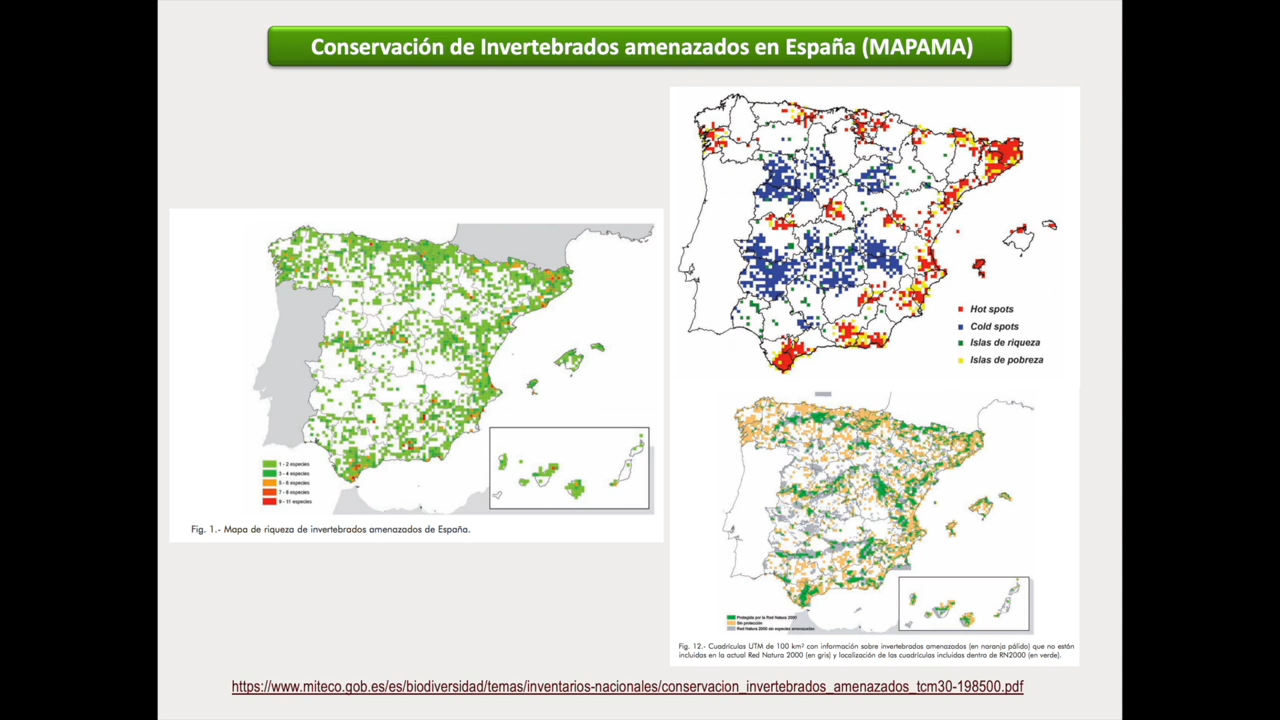 Conservación de Invertebrados amenazados en España (MAPAMA)
Hot spots
Cold spots
Islas de riqueza
Islas de pobreza
1 - 2 especies
3 - 4 especies
5 - 6 especies
7 - 8 especies
9 - 11 especies
Fig. 1.- Mapa de riqueza de invertebrados amenazados de España.
Protegida por la Red Natura 2000
Sin protección
Red Natura 2000 sin especies amenazadas
Fig. 12.- Cuadrículas UTM de 100 km² con información sobre invertebrados amenazados (en naranja pálido) que no están
incluidas en la actual Red Natura 2000 (en gris) y localización de las cuadrículas incluidas dentro de RN2000 (en verde).
https://www.miteco.gob.es/es/biodiversidad/temas/inventarios-nacionales/conservacion_invertebrados_amenazados_tcm30-198500.pdf